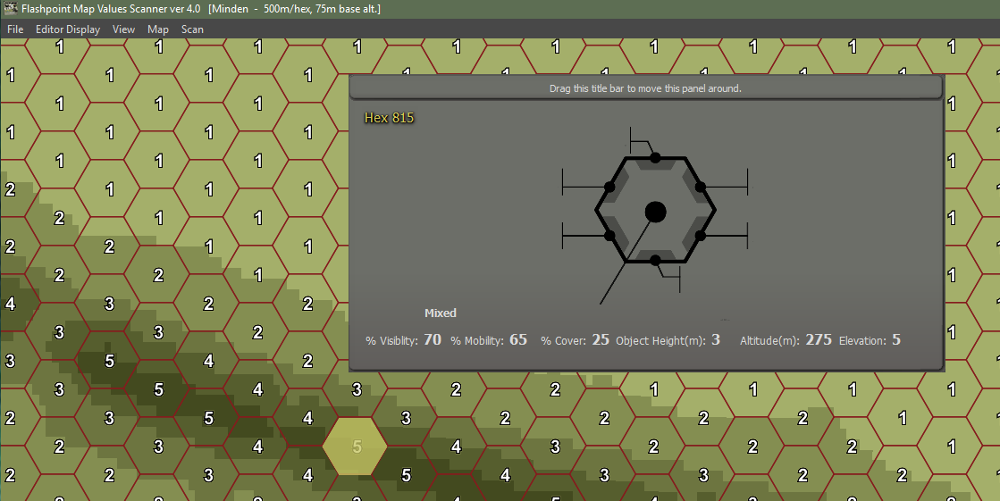 Flashpoint Map Values Scanner ver 4.0 [Minden - 500m/hex, 75m base alt.]
File Editor Display View Map Scan
1 1 1 1 1 1 1 1 1 1
1 1 1 1
Drag this title bar to move this panel around.
1 1 1 1
Hex 815
1 1 1 1
1 1 1 1
2 1 1 1
2 1 1 1
2 2 1 1
2 2 1 1
4 3 2 2
Mixed
3 3 2 1
% Visiblity: 70 % Mobility: 65 % Cover: 25 Object Height(m): 3 Altitude(m): 275 Elevation: 5
3 5 4 2
3 5 4 3 2 2 1 1 1 1
2 3 5 4 3 2 2 2 2 1
2 3 4 5 4 3 2 2 2 1
2 2 3 4 5 4 3 2 2 1